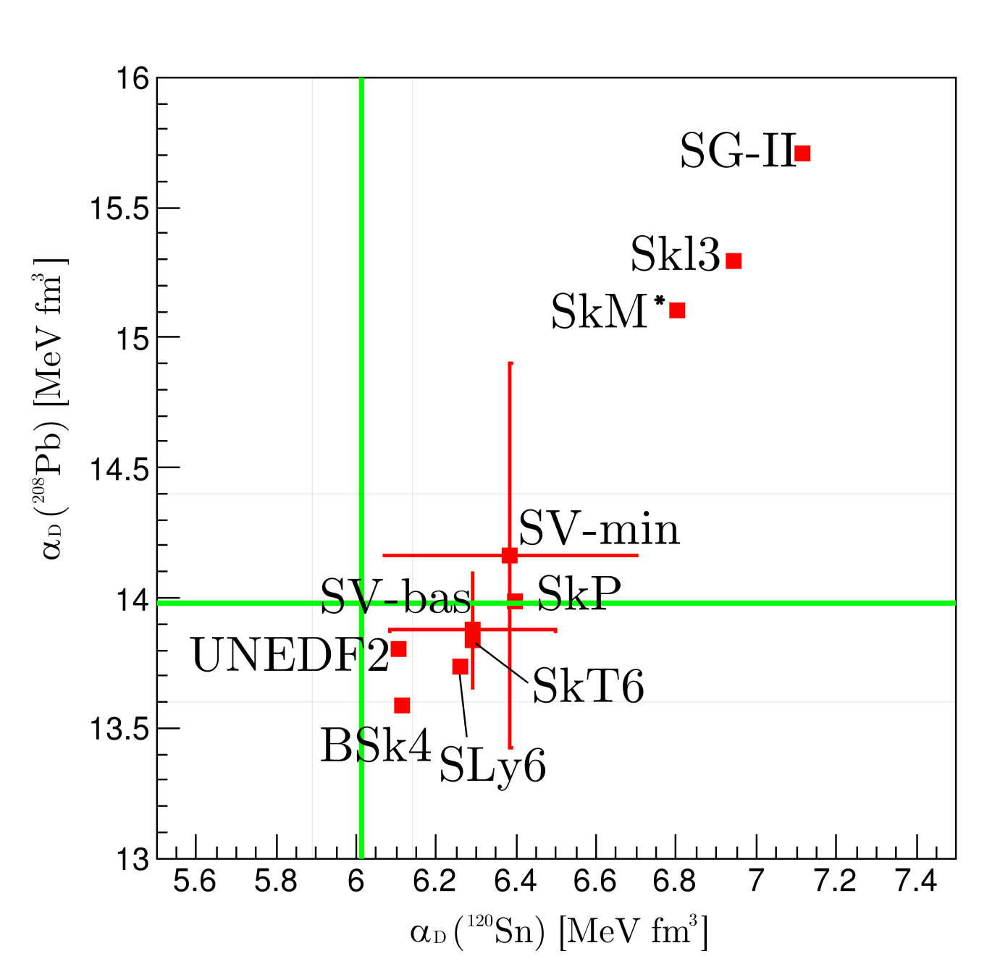 16
15.5
15
14.5
14
13.5
13
α_D (²⁰⁸Pb) [MeV fm³]
SG-II
Skl3
SkM*
SV-min
SV-bas
SkP
UNEDF2
SkT6
BSk4
SLy6
5.6 5.8 6 6.2 6.4 6.6 6.8 7 7.2 7.4
α_D (¹²⁰Sn) [MeV fm³]